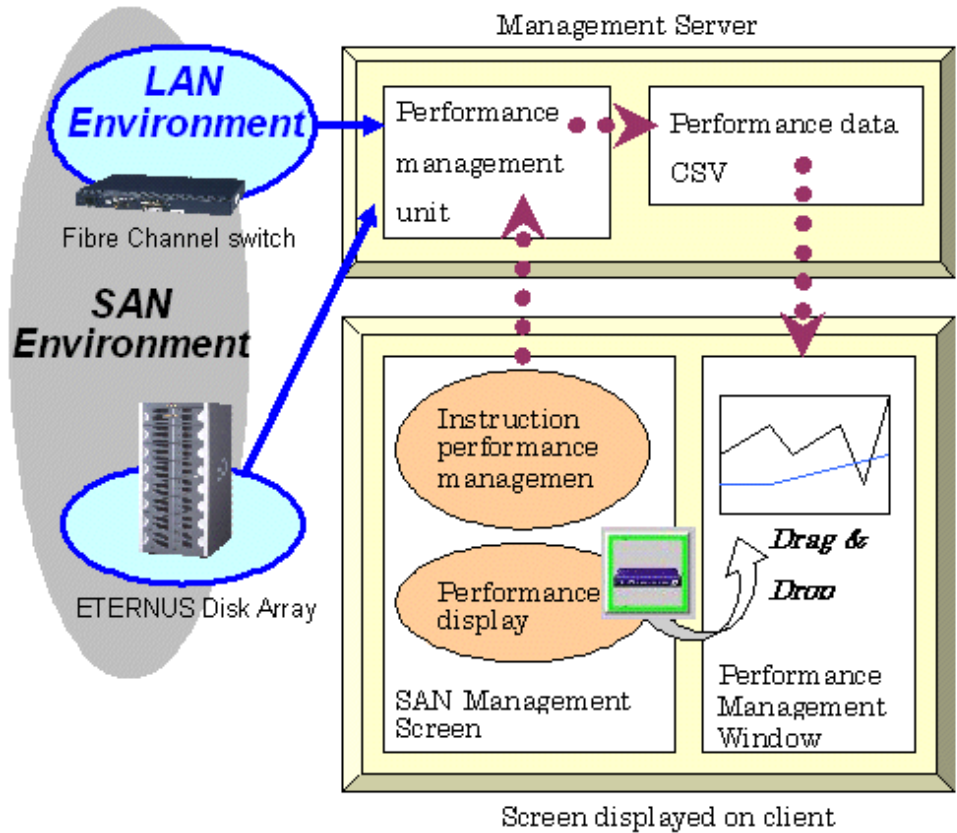 Management Server
LAN
Environment
Fibre Channel switch
SAN
Environment
ETERNUS Disk Array
Performance
management
unit
Performance data
CSV
Instruction
performance
managemen
Performance
display
SAN Management
Screen
Drag &
Drop
Performance
Management
Window
Screen displayed on client